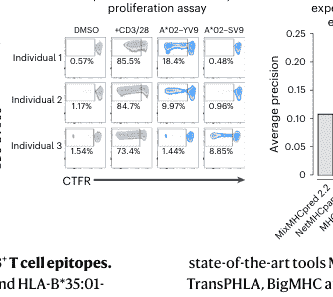 proliferation assay
DMSO +CD3/28 A*02–YV9 A*02–SV9
Individual 1
0.57% 85.5% 18.4% 0.48%
Individual 2
1.17% 84.7% 9.97% 0.96%
Individual 3
1.54% 73.4% 1.44% 8.85%
CTFR
Average precision
0.25
0.20
0.15
0.10
0.05
0
MixMHCpred 2.2
T cell epitopes.
HLA-B*35:01-
state-of-the-art tools
TransPHLA, BigMHC